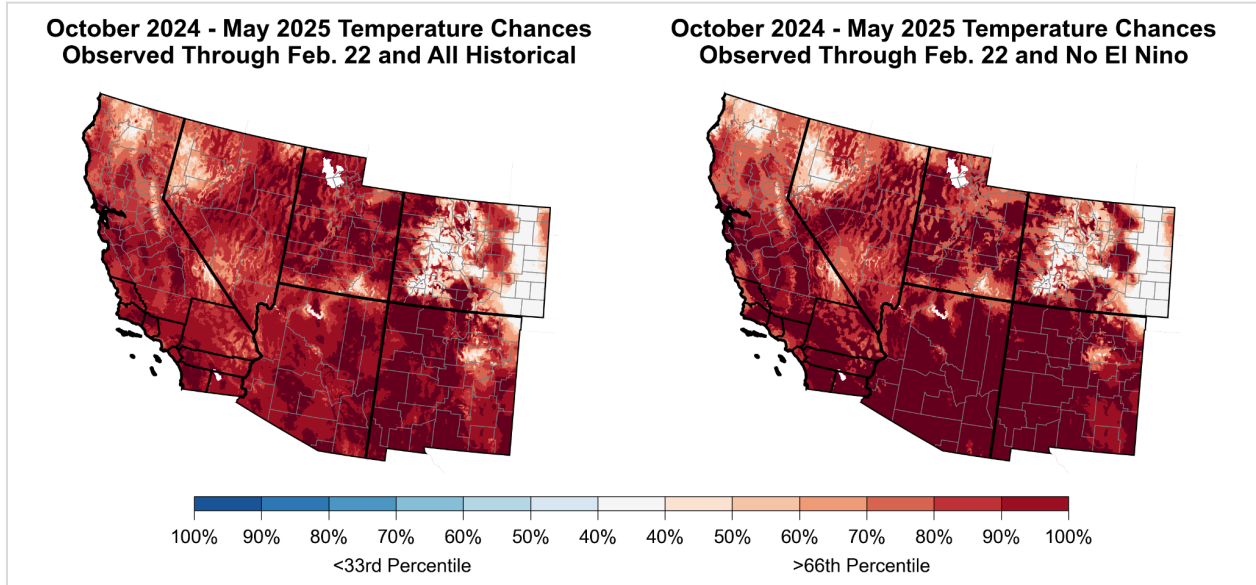 October 2024 - May 2025 Temperature Chances
Observed Through Feb. 22 and All Historical
October 2024 - May 2025 Temperature Chances
Observed Through Feb. 22 and No El Nino
100% 90% 80% 70% 60% 50% 40% 40% 50% 60% 70% 80% 90% 100%
<33rd Percentile >66th Percentile